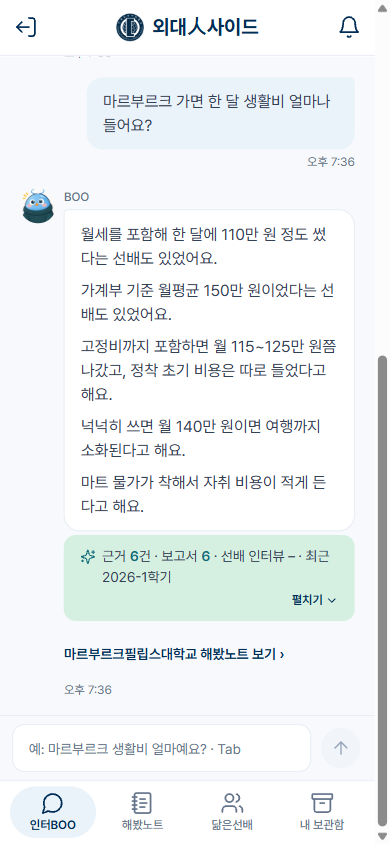 외대人사이드
마르부르크 가면 한 달 생활비 얼마나
들어요?
오후 7:36
BOO
월세를 포함해 한 달에 110만 원 정도 썼
다는 선배도 있었어요.
가계부 기준 월평균 150만 원이었다는 선
배도 있었어요.
고정비까지 포함하면 월 115~125만 원쯤
나갔고, 정착 초기 비용은 따로 들었다고
해요.
넉넉히 쓰면 월 140만 원이면 여행까지
소화된다고 해요.
마트 물가가 착해서 자취 비용이 적게 든
다고 해요.
근거 6건 · 보고서 6 · 선배 인터뷰 – · 최근
2026-1학기
펼치기
마르부르크필립스대학교 해봤노트 보기 ›
오후 7:36
예: 마르부르크 생활비 얼마예요? · Tab
인터BOO
해봤노트
닮은선배
내 보관함